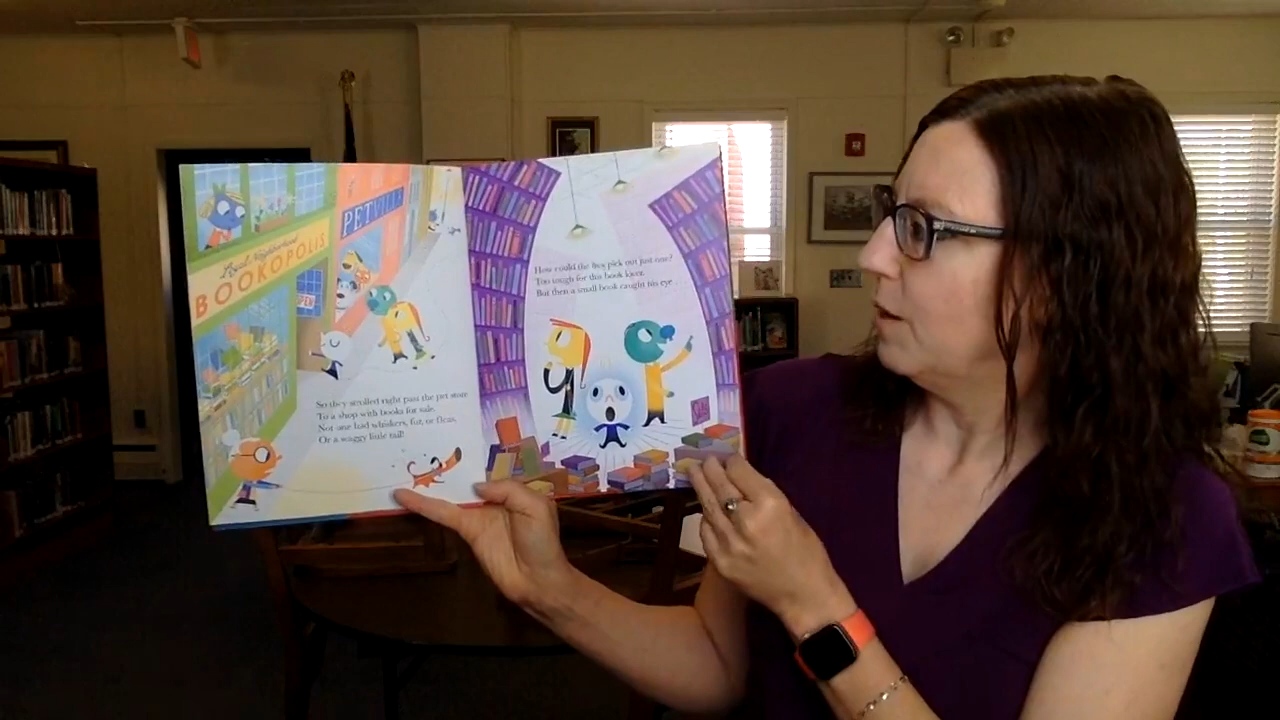 Local Neighborhood
BOOKOPOLIS
PETVILLE
OPEN
So they strolled right past the pet store
To a shop with books for sale.
Not one had whiskers, fur, or fleas,
Or a waggy little tail!
How could the boy pick out just one?
Too tough for this book lover.
But then a small book caught his eye